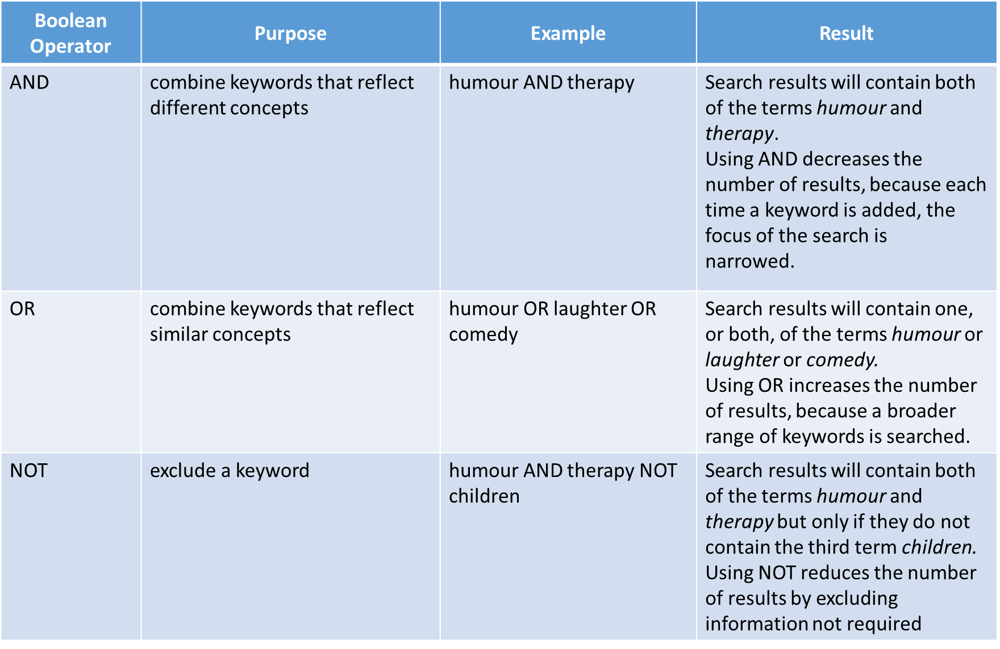 Boolean
Operator
Purpose
Example
Result
AND
combine keywords that reflect
different concepts
humour AND therapy
Search results will contain both
of the terms humour and
therapy.
Using AND decreases the
number of results, because each
time a keyword is added, the
focus of the search is
narrowed.
OR
combine keywords that reflect
similar concepts
humour OR laughter OR
comedy
Search results will contain one,
or both, of the terms humour or
laughter or comedy.
Using OR increases the number
of results, because a broader
range of keywords is searched.
NOT
exclude a keyword
humour AND therapy NOT
children
Search results will contain both
of the terms humour and
therapy but only if they do not
contain the third term children.
Using NOT reduces the number
of results by excluding
information not required